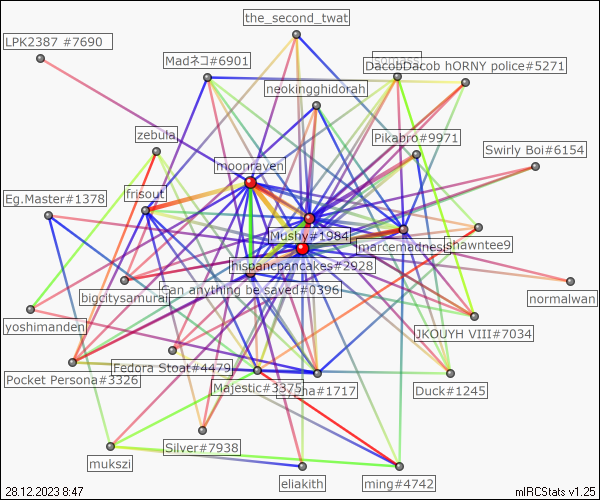 the_second_twat
LPK2387 #7690
Madネコ#6901
DacobDacob hORNY police#5271
neokingghidorah
zebula
Pikabro#9971
Swirly Boi#6154
moonraven
Eg.Master#1378
frisout
Mushy#1984
marcemadness
shawntee9
hispancpancakes#2928
bigcitysamurai
Can anything be saved#0396
normalwan
yoshimanden
JKOUYH VIII#7034
Fedora Stoat#4479
Pocket Persona#3326
Majestic#3375
#1717
Duck#1245
Silver#7938
mukszi
eliakith
ming#4742
28.12.2023 8:47
mIRCStats v1.25